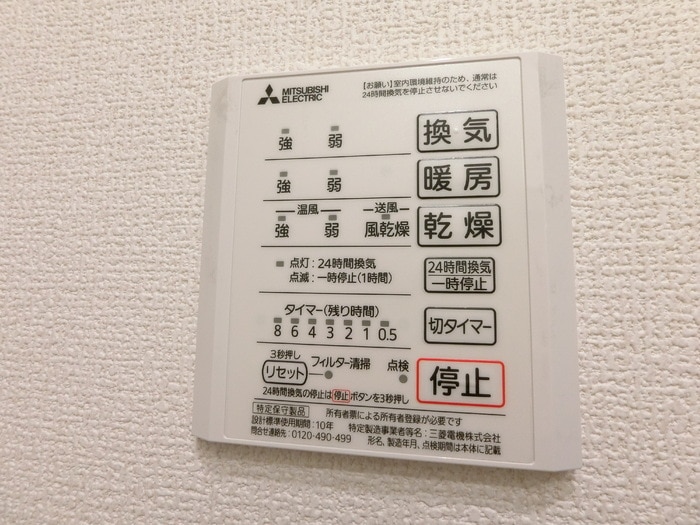 MITSUBISHI
ELECTRIC
【お願い】室内環境維持のため、通常は
24時間換気を停止させないでください
強 弱 換気
強 弱 暖房
温風 送風
強 弱 風乾燥 乾燥
点灯:24時間換気
点滅:一時停止(1時間)
24時間換気
一時停止
タイマー(残り時間)
8 6 4 3 2 1 0.5
切タイマー
3秒押し
リセット フィルター清掃 点検
停止
24時間換気の停止は停止ボタンを3秒押し
特定保守製品 所有者票による所有者登録が必要です
設計標準使用期間:10年 特定製造事業者等名:三菱電機株式会社
問合せ連絡先:0120-490-499 形名、製造年月、点検期間は本体に記載